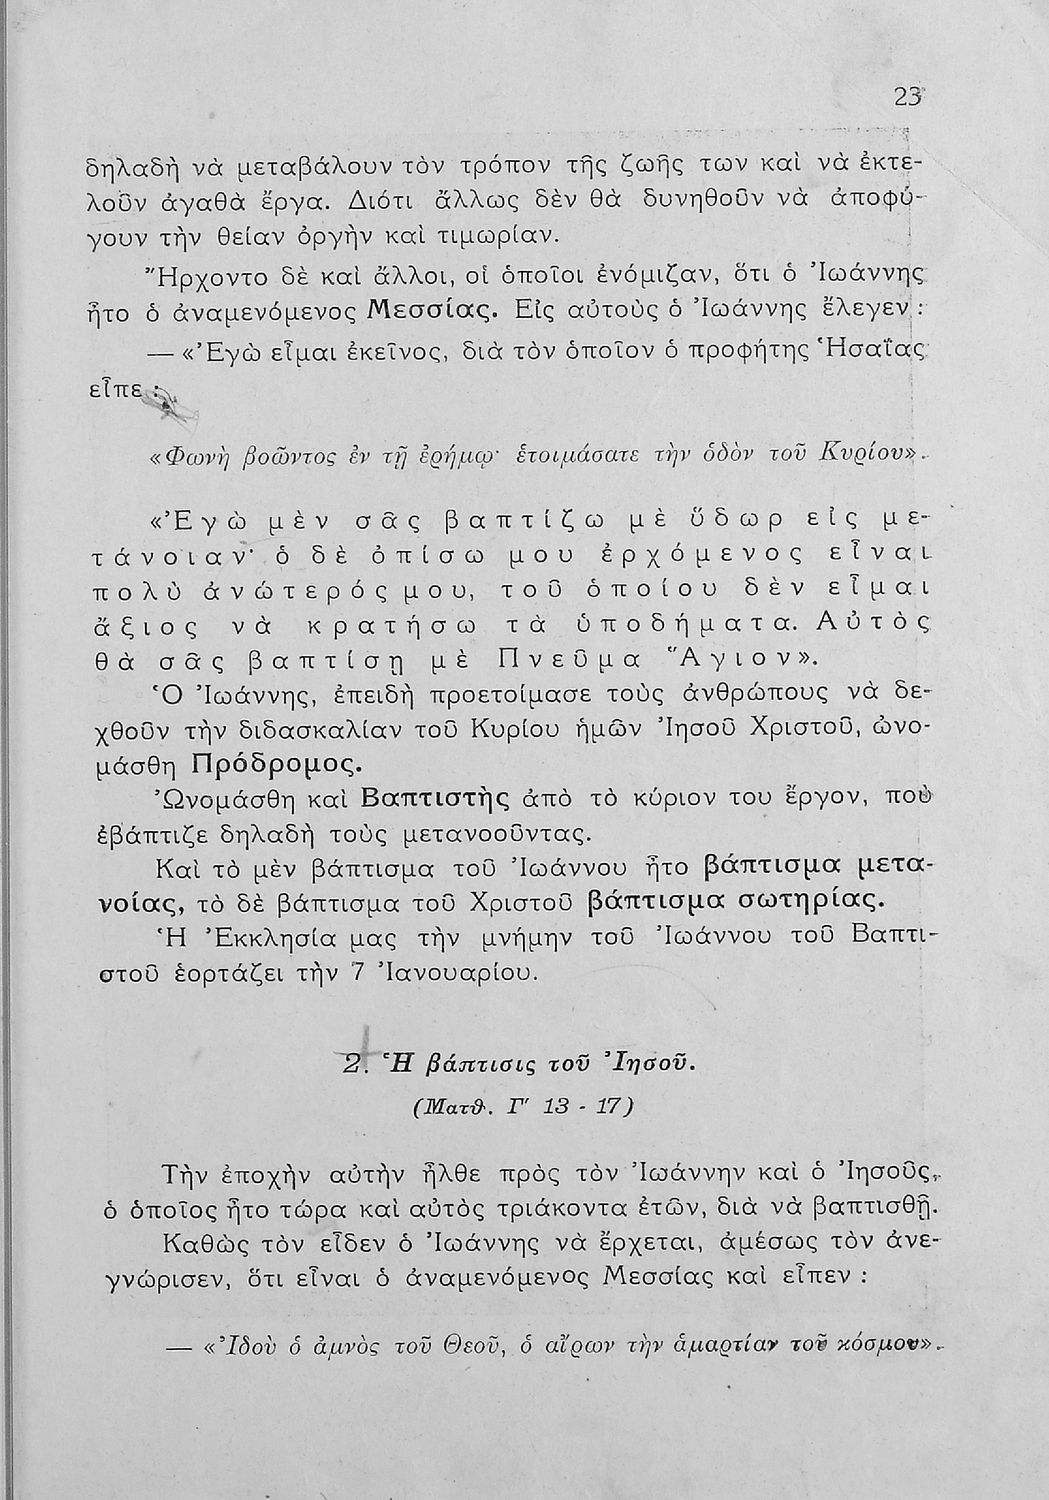 23
δηλαδὴ νὰ μεταβάλουν τὸν τρόπον τῆς ζωῆς των καὶ νὰ ἐκτε-
λοῦν ἀγαθὰ ἔργα. Διότι ἄλλως δὲν θὰ δυνηθοῦν νὰ ἀποφύ-
γουν τὴν θείαν ὀργὴν καὶ τιμωρίαν.
Ἤρχοντο δὲ καὶ ἄλλοι, οἱ ὁποῖοι ἐνόμιζαν, ὅτι ὁ Ἰωάννης
ἦτο ὁ ἀναμενόμενος Μεσσίας. Εἰς αὐτοὺς ὁ Ἰωάννης ἔλεγεν :
— «Ἐγὼ εἶμαι ἐκεῖνος, διὰ τὸν ὁποῖον ὁ προφήτης Ἡσαΐας
εἶπε :
«Φωνὴ βοῶντος ἐν τῇ ἐρήμῳ· ἑτοιμάσατε τὴν ὁδὸν τοῦ Κυρίου».
«Ἐγὼ μὲν σᾶς βαπτίζω μὲ ὕδωρ εἰς με-
τάνοιαν· ὁ δὲ ὀπίσω μου ἐρχόμενος εἶναι
πολὺ ἀνώτερός μου, τοῦ ὁποίου δὲν εἶμαι
ἄξιος νὰ κρατήσω τὰ ὑποδήματα. Αὐτὸς
θὰ σᾶς βαπτίσῃ μὲ Πνεῦμα Ἅγιον».
Ὁ Ἰωάννης, ἐπειδὴ προετοίμασε τοὺς ἀνθρώπους νὰ δε-
χθοῦν τὴν διδασκαλίαν τοῦ Κυρίου ἡμῶν Ἰησοῦ Χριστοῦ, ὠνο-
μάσθη Πρόδρομος.
Ὠνομάσθη καὶ Βαπτιστὴς ἀπὸ τὸ κύριον του ἔργον, ποὺ
ἐβάπτιζε δηλαδὴ τοὺς μετανοοῦντας.
Καὶ τὸ μὲν βάπτισμα τοῦ Ἰωάννου ἦτο βάπτισμα μετα-
νοίας, τὸ δὲ βάπτισμα τοῦ Χριστοῦ βάπτισμα σωτηρίας.
Ἡ Ἐκκλησία μας τὴν μνήμην τοῦ Ἰωάννου τοῦ Βαπτι-
στοῦ ἑορτάζει τὴν 7 Ἰανουαρίου.
2. Ἡ βάπτισις τοῦ Ἰησοῦ.
(Ματθ. Γ' 13 - 17)
Τὴν ἐποχὴν αὐτὴν ἦλθε πρὸς τὸν Ἰωάννην καὶ ὁ Ἰησοῦς,
ὁ ὁποῖος ἦτο τώρα καὶ αὐτὸς τριάκοντα ἐτῶν, διὰ νὰ βαπτισθῇ.
Καθὼς τὸν εἶδεν ὁ Ἰωάννης νὰ ἔρχεται, ἀμέσως τὸν ἀνε-
γνώρισεν, ὅτι εἶναι ὁ ἀναμενόμενος Μεσσίας καὶ εἶπεν :
— «Ἰδοὺ ὁ ἀμνὸς τοῦ Θεοῦ, ὁ αἴρων τὴν ἁμαρτίαν τοῦ κόσμου».